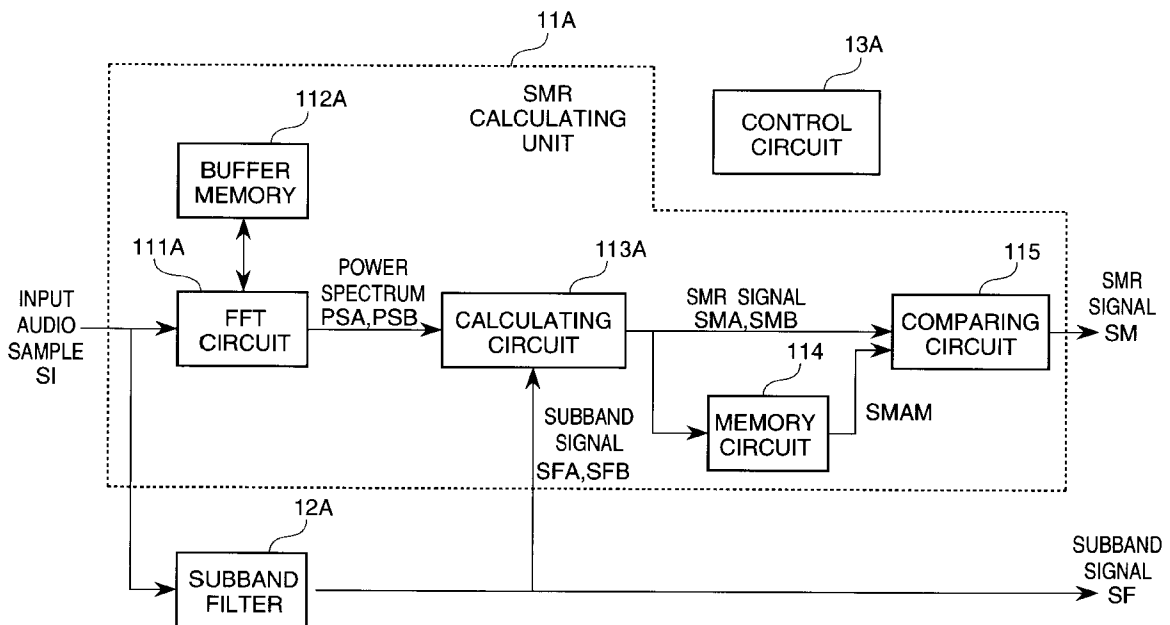 11A
13A
SMR
CALCULATING
UNIT
CONTROL
CIRCUIT
112A
BUFFER
MEMORY
111A
113A
115
INPUT
AUDIO
SAMPLE
SI
FFT
CIRCUIT
POWER
SPECTRUM
PSA,PSB
CALCULATING
CIRCUIT
SMR SIGNAL
SMA,SMB
COMPARING
CIRCUIT
SMR
SIGNAL
SM
114
MEMORY
CIRCUIT
SMAM
SUBBAND
SIGNAL
SFA,SFB
12A
SUBBAND
FILTER
SUBBAND
SIGNAL
SF